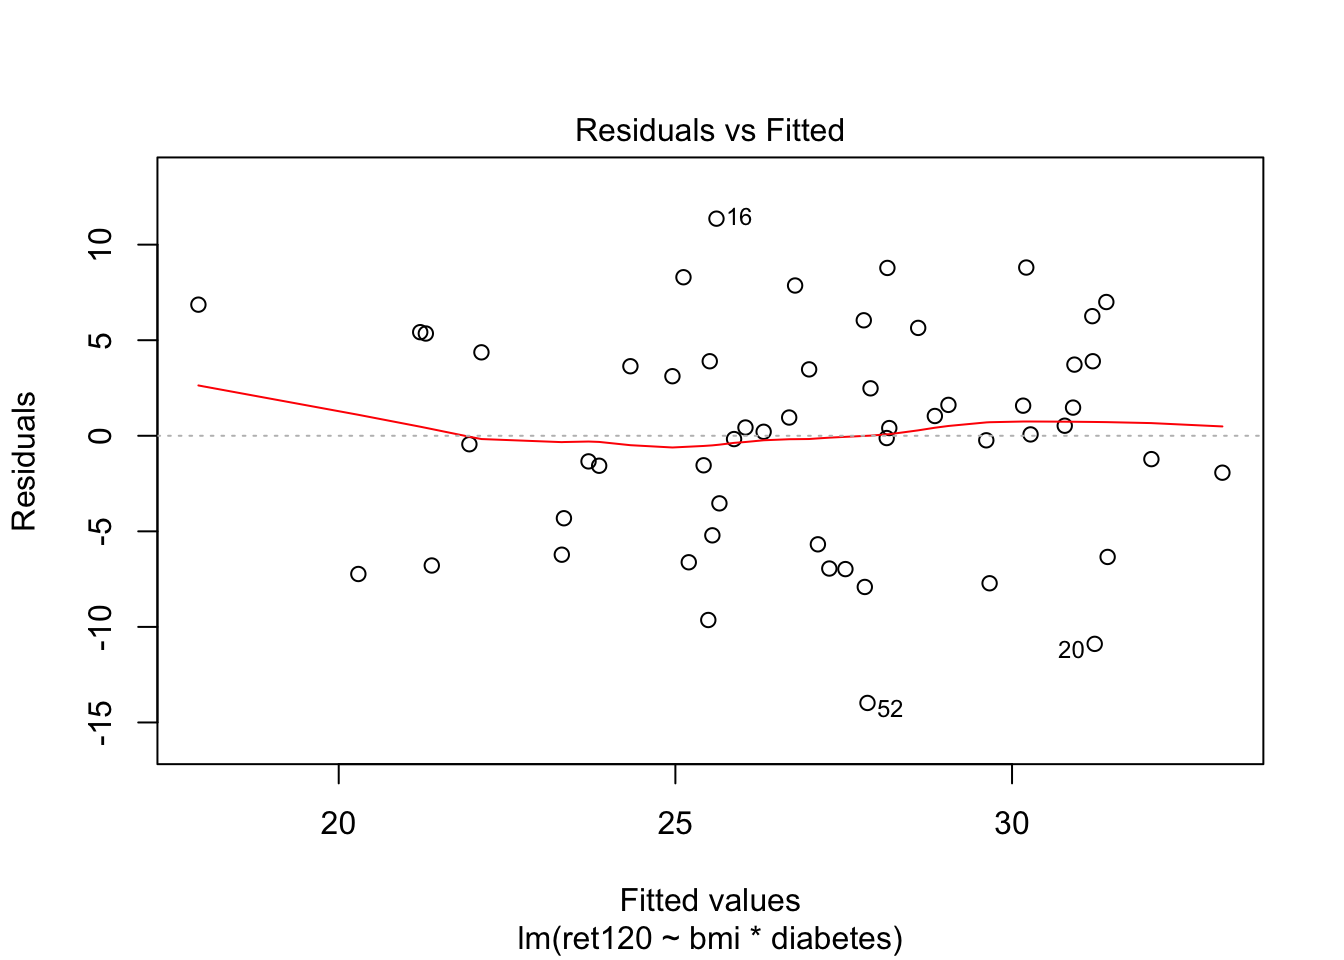 Residuals vs Fitted
Residuals
10
5
0
-5
-10
-15
16
20
52
20 25 30
Fitted values
lm(ret120 ~ bmi * diabetes)